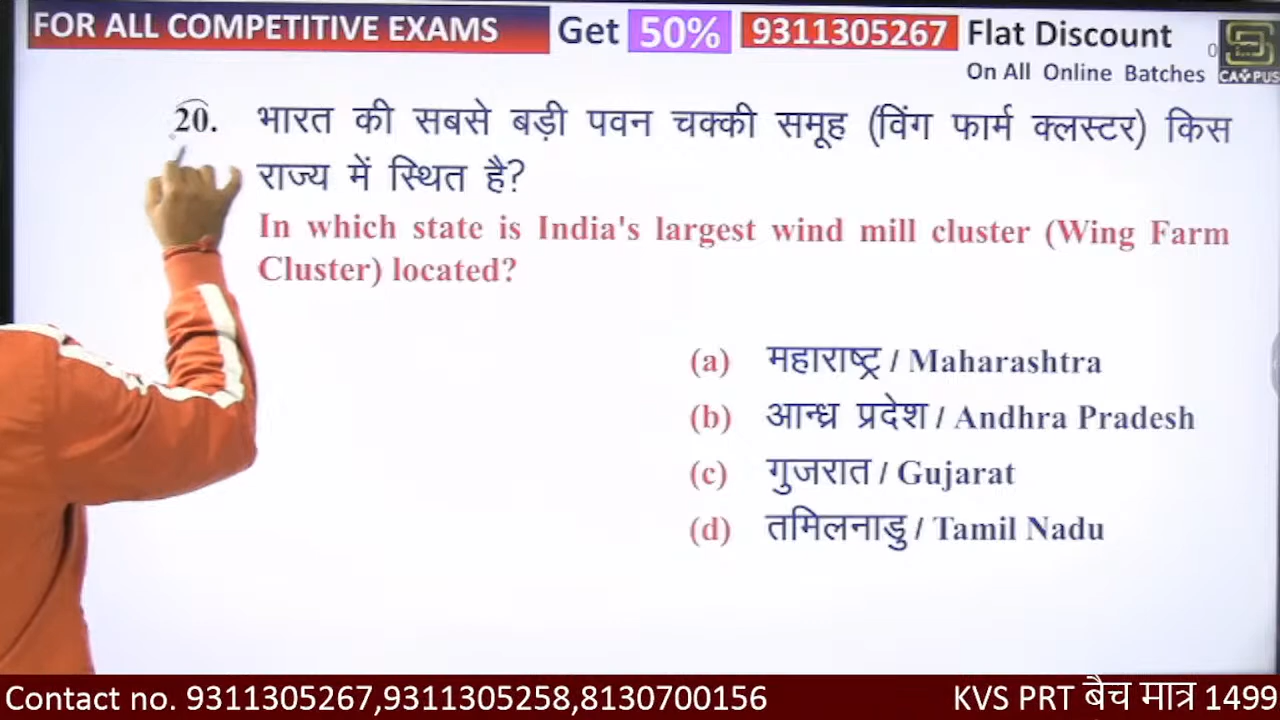 FOR ALL COMPETITIVE EXAMS Get 50% 9311305267 Flat Discount
On All Online Batches
CAMPUS
20. भारत की सबसे बड़ी पवन चक्की समूह (विंग फार्म क्लस्टर) किस
राज्य में स्थित है?
In which state is India's largest wind mill cluster (Wing Farm
Cluster) located?
(a) महाराष्ट्र / Maharashtra
(b) आन्ध्र प्रदेश / Andhra Pradesh
(c) गुजरात / Gujarat
(d) तमिलनाडु / Tamil Nadu
Contact no. 9311305267,9311305258,8130700156 KVS PRT बैच मात्र 1499